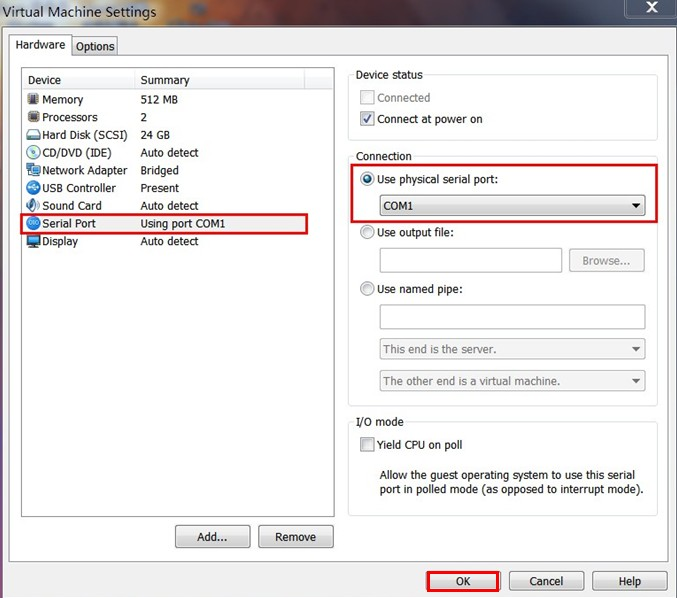 Virtual Machine Settings
X
Hardware
Options
Device Summary
Memory 512 MB
Processors 2
Hard Disk (SCSI) 24 GB
CD/DVD (IDE) Auto detect
Network Adapter Bridged
USB Controller Present
Sound Card Auto detect
Serial Port Using port COM1
Display Auto detect
Add... Remove
Device status
Connected
Connect at power on
Connection
Use physical serial port:
COM1
Use output file:
Browse...
Use named pipe:
This end is the server.
The other end is a virtual machine.
I/O mode
Yield CPU on poll
Allow the guest operating system to use this serial
port in polled mode (as opposed to interrupt mode).
OK Cancel Help